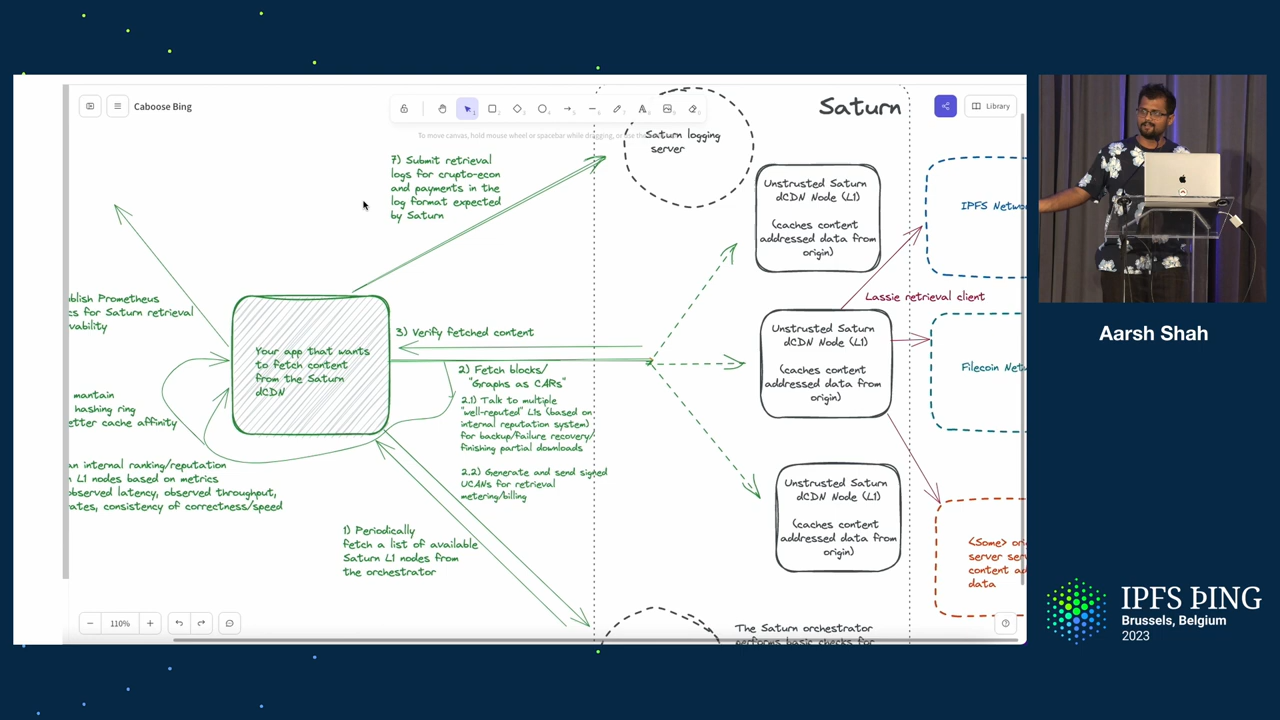 Caboose Bing
Library
To move canvas, hold mouse wheel or spacebar while dragging, or use the
Saturn
Saturn logging
server
7) Submit retrieval
logs for crypto-econ
and payments in the
log format expected
by Saturn
Unstrusted Saturn
dCDN Node (L1)
(caches content
addressed data from
origin)
IPFS Netwo
Lassie retrieval client
blish Prometheus
cs for Saturn retrieval
vability
3) Verify fetched content
Your app that wants
to fetch content
from the Saturn
dCDN
2) Fetch blocks/
"Graphs as CARs"
2.1) Talk to multiple
"well-reputed" L1s (based on
internal reputation system)
for backup/failure recovery/
finishing partial downloads
2.2) Generate and send signed
UCANs for retrieval
metering/billing
Unstrusted Saturn
dCDN Node (L1)
(caches content
addressed data from
origin)
Filecoin Net
mantain
hashing ring
etter cache affinity
an internal ranking/reputation
L1 nodes based on metrics
observed latency, observed throughput,
rates, consistency of correctness/speed
1) Periodically
fetch a list of available
Saturn L1 nodes from
the orchestrator
Unstrusted Saturn
dCDN Node (L1)
(caches content
addressed data from
origin)
<Some> ori
server ser
content ad
data
The Saturn orchestrator
performs basic checks for
110%
Aarsh Shah
IPFS ÞING
Brussels, Belgium
2023